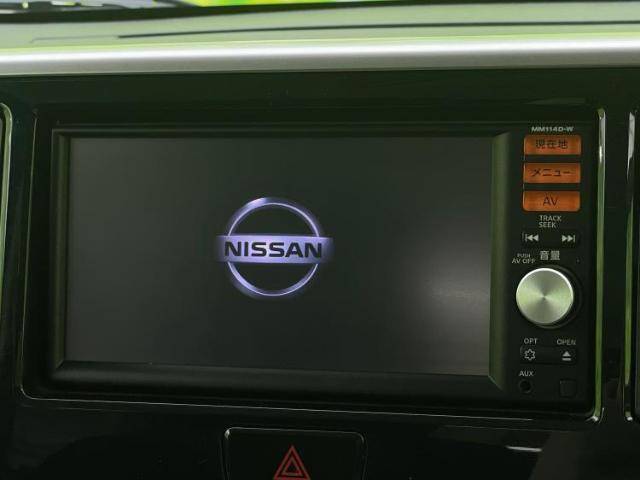 MM114D-W
現在地
メニュー
AV
NISSAN
TRACK
SEEK
PUSH
AV OFF
音量
OPT
OPEN
AUX